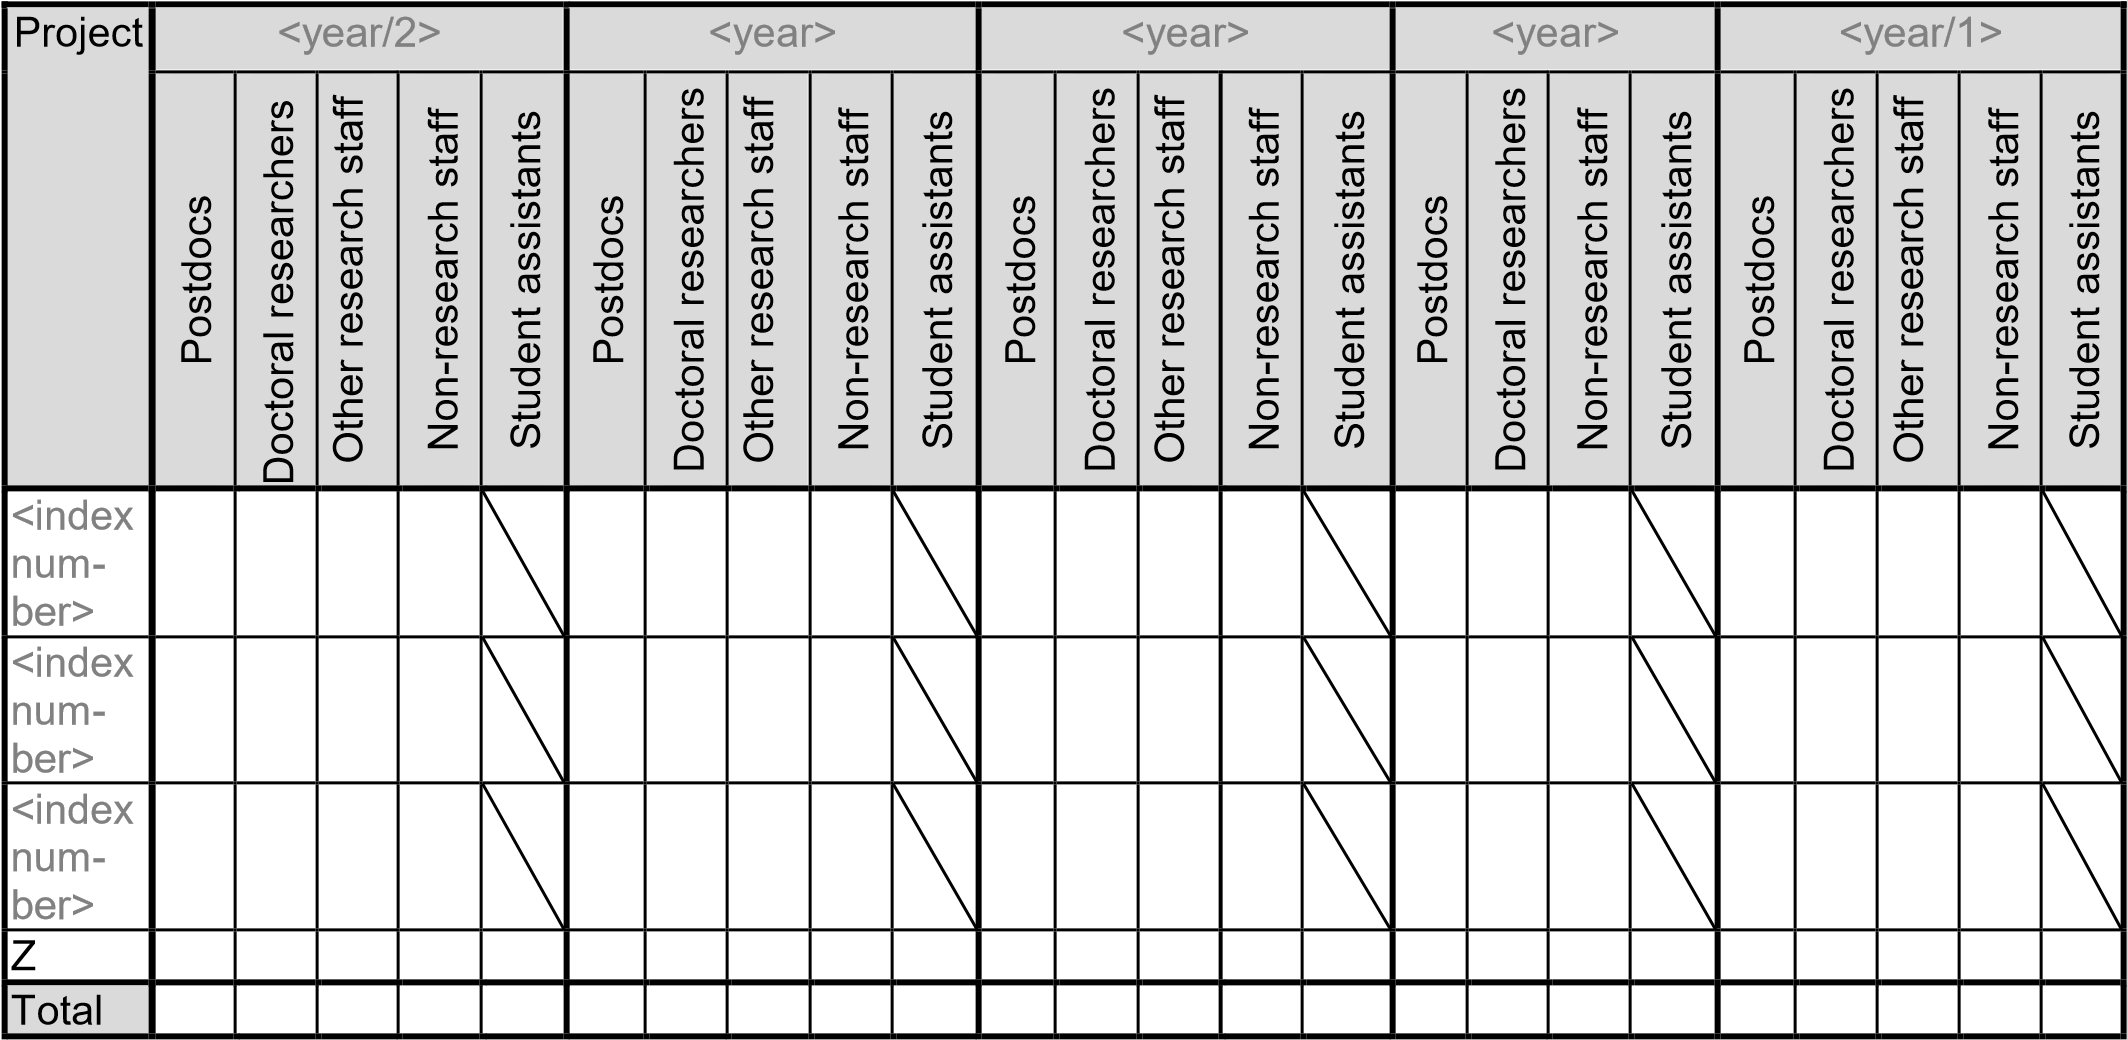 Project <year/2> <year> <year> <year> <year/1>
Postdocs
Doctoral researchers
Other research staff
Non-research staff
Student assistants
Postdocs
Doctoral researchers
Other research staff
Non-research staff
Student assistants
Postdocs
Doctoral researchers
Other research staff
Non-research staff
Student assistants
Postdocs
Doctoral researchers
Non-research staff
Student assistants
Postdocs
Doctoral researchers
Other research staff
Non-research staff
Student assistants
<index
num-
ber>
<index
num-
ber>
<index
num-
ber>
Z
Total